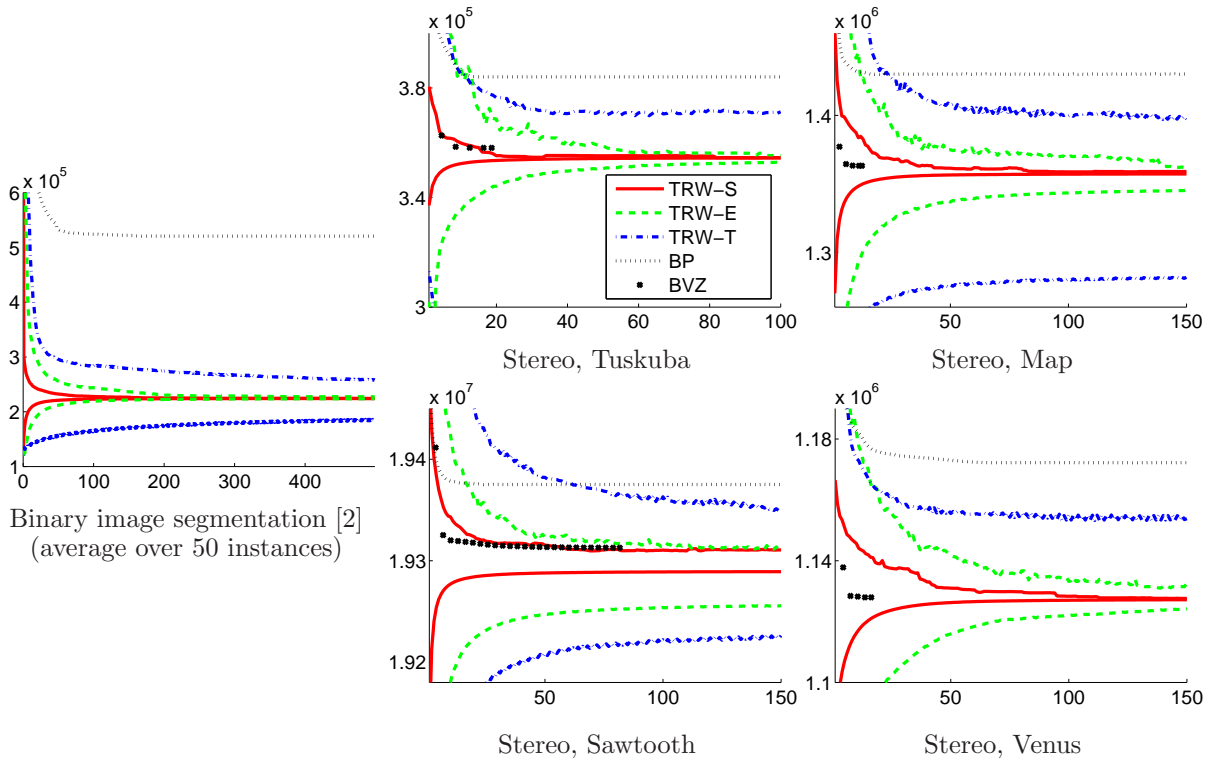 x 10^5
3.8
3.4
3
20
40
60
80
100
TRW–S
TRW–E
TRW–T
BP
BVZ
Stereo, Tuskuba
x 10^6
1.4
1.3
50
100
150
Stereo, Map
x 10^5
6
5
4
3
2
1
0
100
200
300
400
Binary image segmentation [2]
(average over 50 instances)
x 10^7
1.94
1.93
1.92
50
100
150
Stereo, Sawtooth
x 10^6
1.18
1.14
1.1
50
100
150
Stereo, Venus